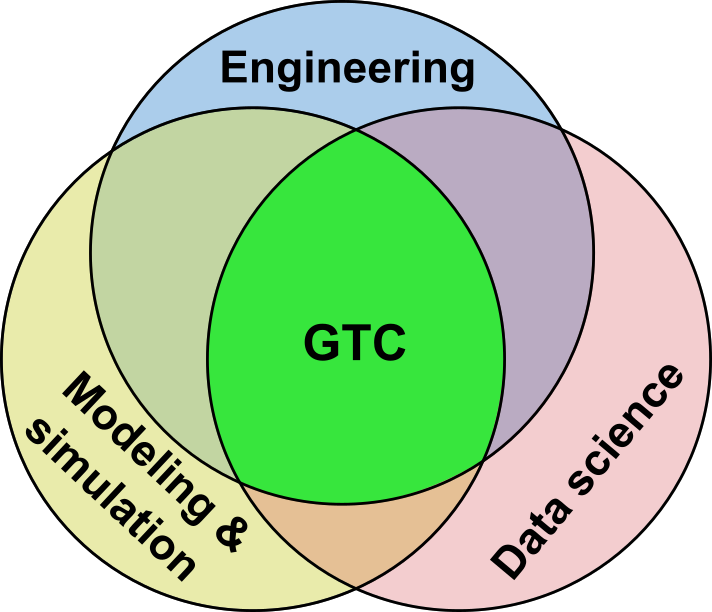 Engineering
GTC
Modeling &
simulation
Data science